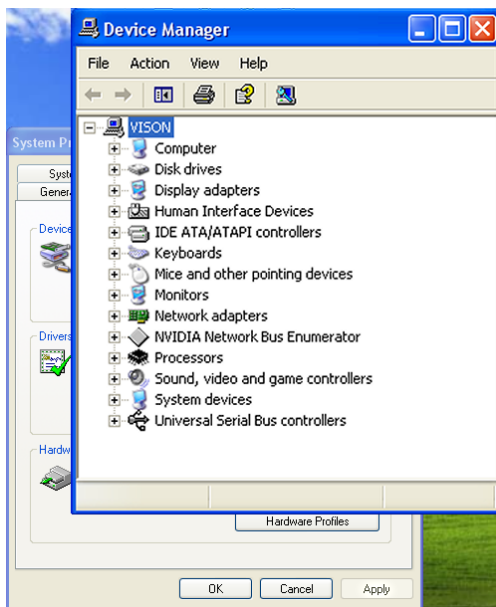 Device Manager
File Action View Help
VISON
Computer
Disk drives
Display adapters
Human Interface Devices
IDE ATA/ATAPI controllers
Keyboards
Mice and other pointing devices
Monitors
Network adapters
NVIDIA Network Bus Enumerator
Processors
Sound, video and game controllers
System devices
Universal Serial Bus controllers
System Pr
Syste
Genera
Device
Drivers
Hardw
Hardware Profiles
OK Cancel Apply